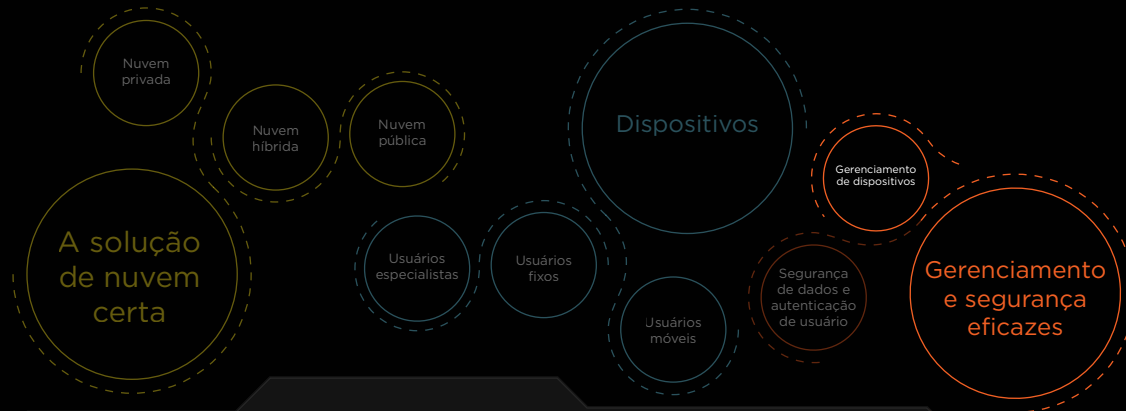 Nuvem
privada
Nuvem
híbrida
Nuvem
pública
A solução
de nuvem
certa
Usuários
especialistas
Usuários
fixos
Usuários
móveis
Dispositivos
Gerenciamento
de dispositivos
Segurança
de dados e
autenticação
de usuário
Gerenciamento
e segurança
eficazes